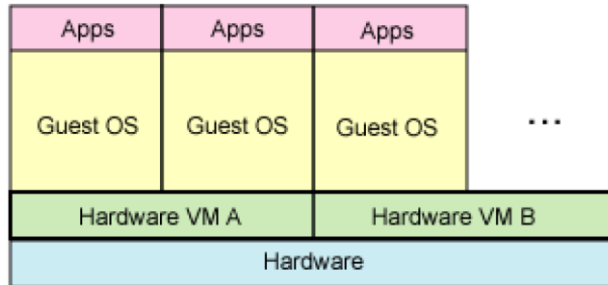 Apps Apps Apps
Guest OS Guest OS Guest OS ...
Hardware VM A Hardware VM B
Hardware